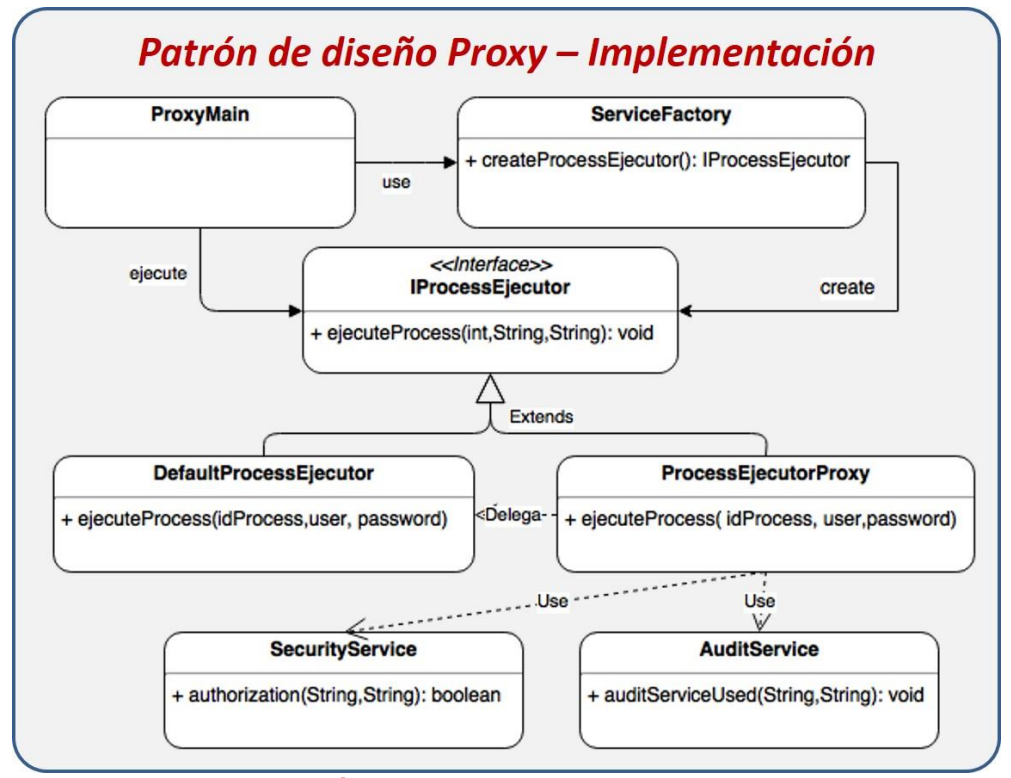 Patrón de diseño Proxy – Implementación
ProxyMain
ServiceFactory
+ createProcessEjecutor(): IProcessEjecutor
use
ejecute
<<Interface>>
IProcessEjecutor
create
+ ejecuteProcess(int,String,String): void
Extends
DefaultProcessEjecutor
ProcessEjecutorProxy
+ ejecuteProcess(idProcess,user, password)
Delega
+ ejecuteProcess( idProcess, user,password)
Use
Use
SecurityService
AuditService
+ authorization(String,String): boolean
+ auditServiceUsed(String,String): void